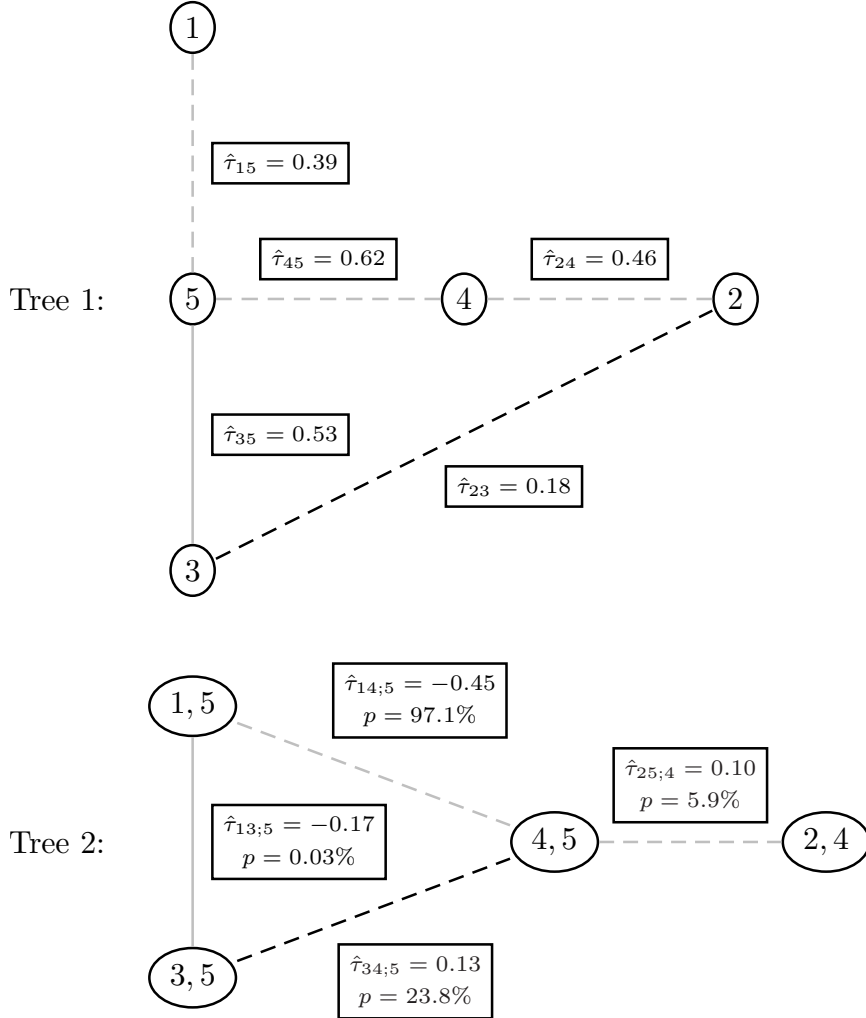 1
τ̂₁₅ = 0.39
τ̂₄₅ = 0.62
τ̂₂₄ = 0.46
Tree 1:
5
4
2
τ̂₃₅ = 0.53
τ̂₂₃ = 0.18
3
τ̂₁₄;₅ = −0.45
p = 97.1%
1, 5
τ̂₂₅;₄ = 0.10
p = 5.9%
τ̂₁₃;₅ = −0.17
p = 0.03%
Tree 2:
4, 5
2, 4
τ̂₃₄;₅ = 0.13
p = 23.8%
3, 5